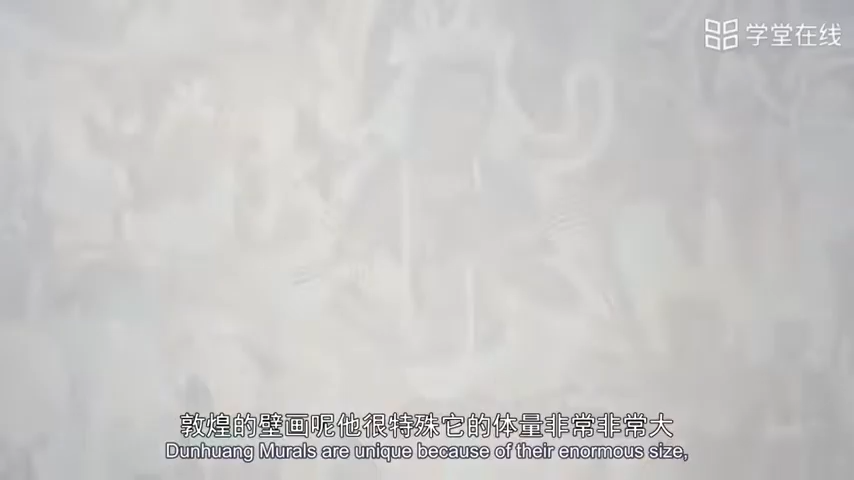 学堂在线
敦煌的壁画呢他很特殊它的体量非常非常大
Dunhuang Murals are unique because of their enormous size,